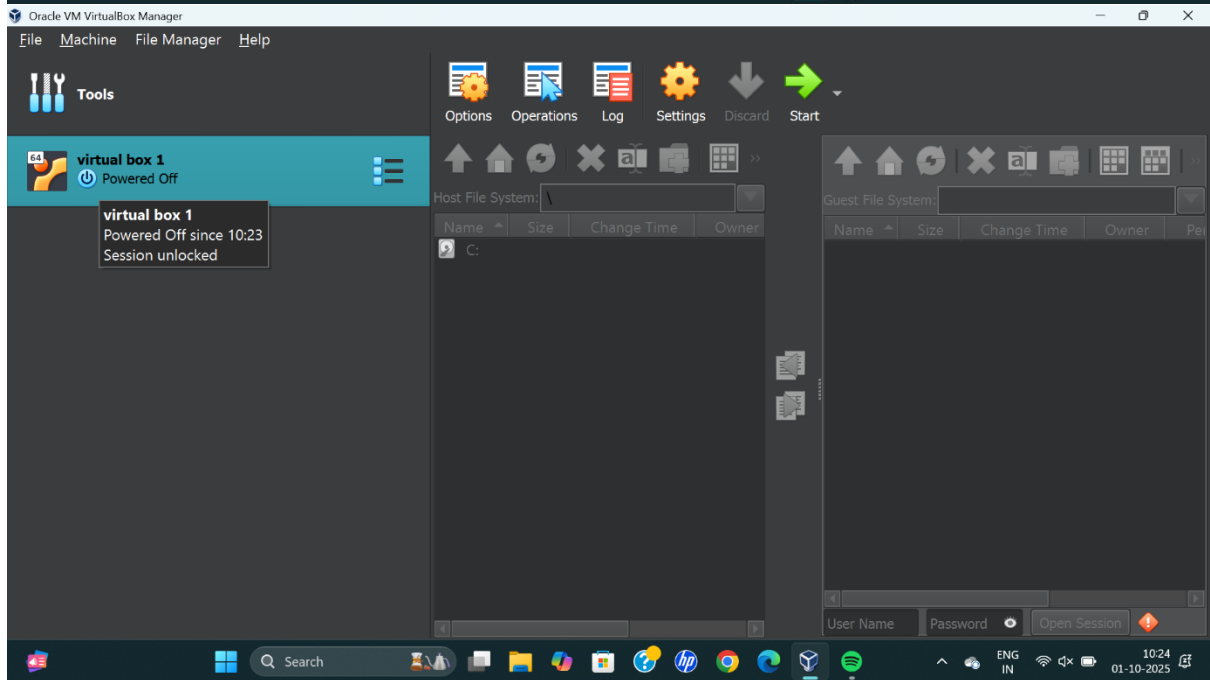 Oracle VM VirtualBox Manager
File Machine File Manager Help
Tools
Options Operations Log Settings Discard Start
64
virtual box 1
Powered Off
virtual box 1
Powered Off since 10:23
Session unlocked
Host File System: \
Name Size Change Time Owner
C:
Guest File System:
Name Size Change Time Owner Per
User Name Password Open Session
Search
hp
ENG
IN
10:24
01-10-2025